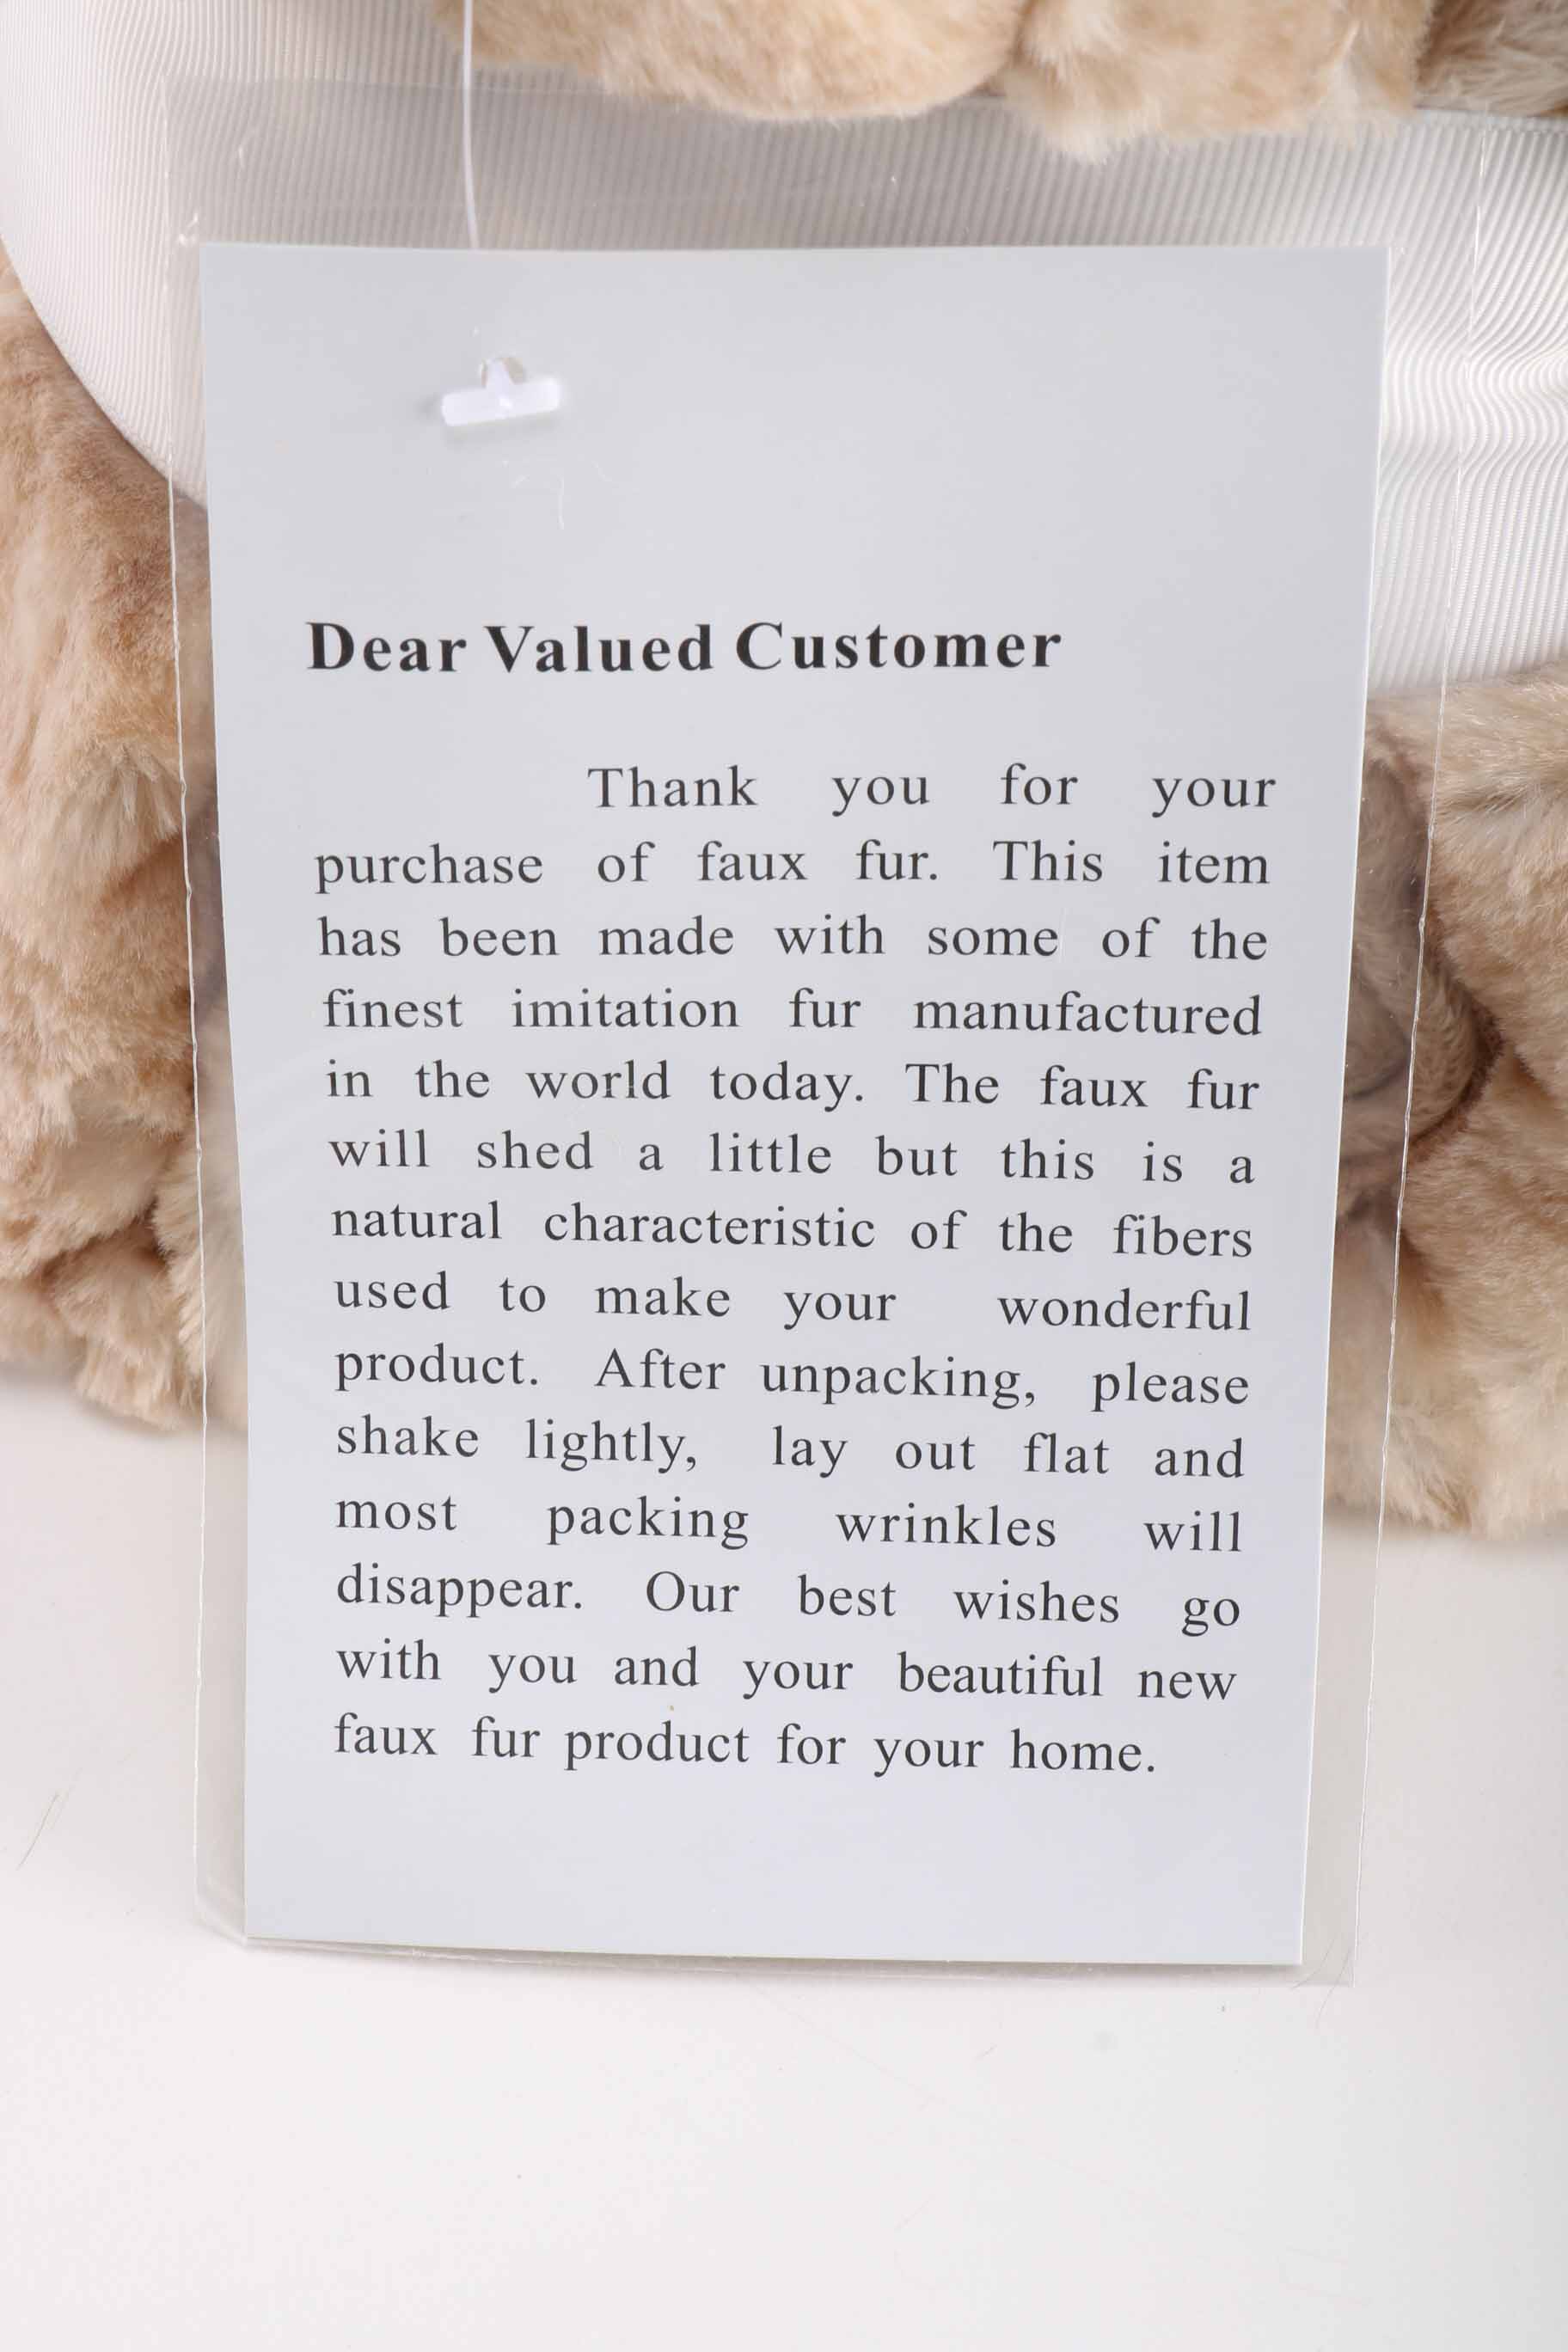 Dear Valued Customer
Thank you for your
purchase of faux fur. This item
has been made with some of the
finest imitation fur manufactured
in the world today. The faux fur
will shed a little but this is a
natural characteristic of the fibers
used to make your wonderful
product. After unpacking, please
shake lightly, lay out flat and
most packing wrinkles will
disappear. Our best wishes go
with you and your beautiful new
faux fur product for your home.